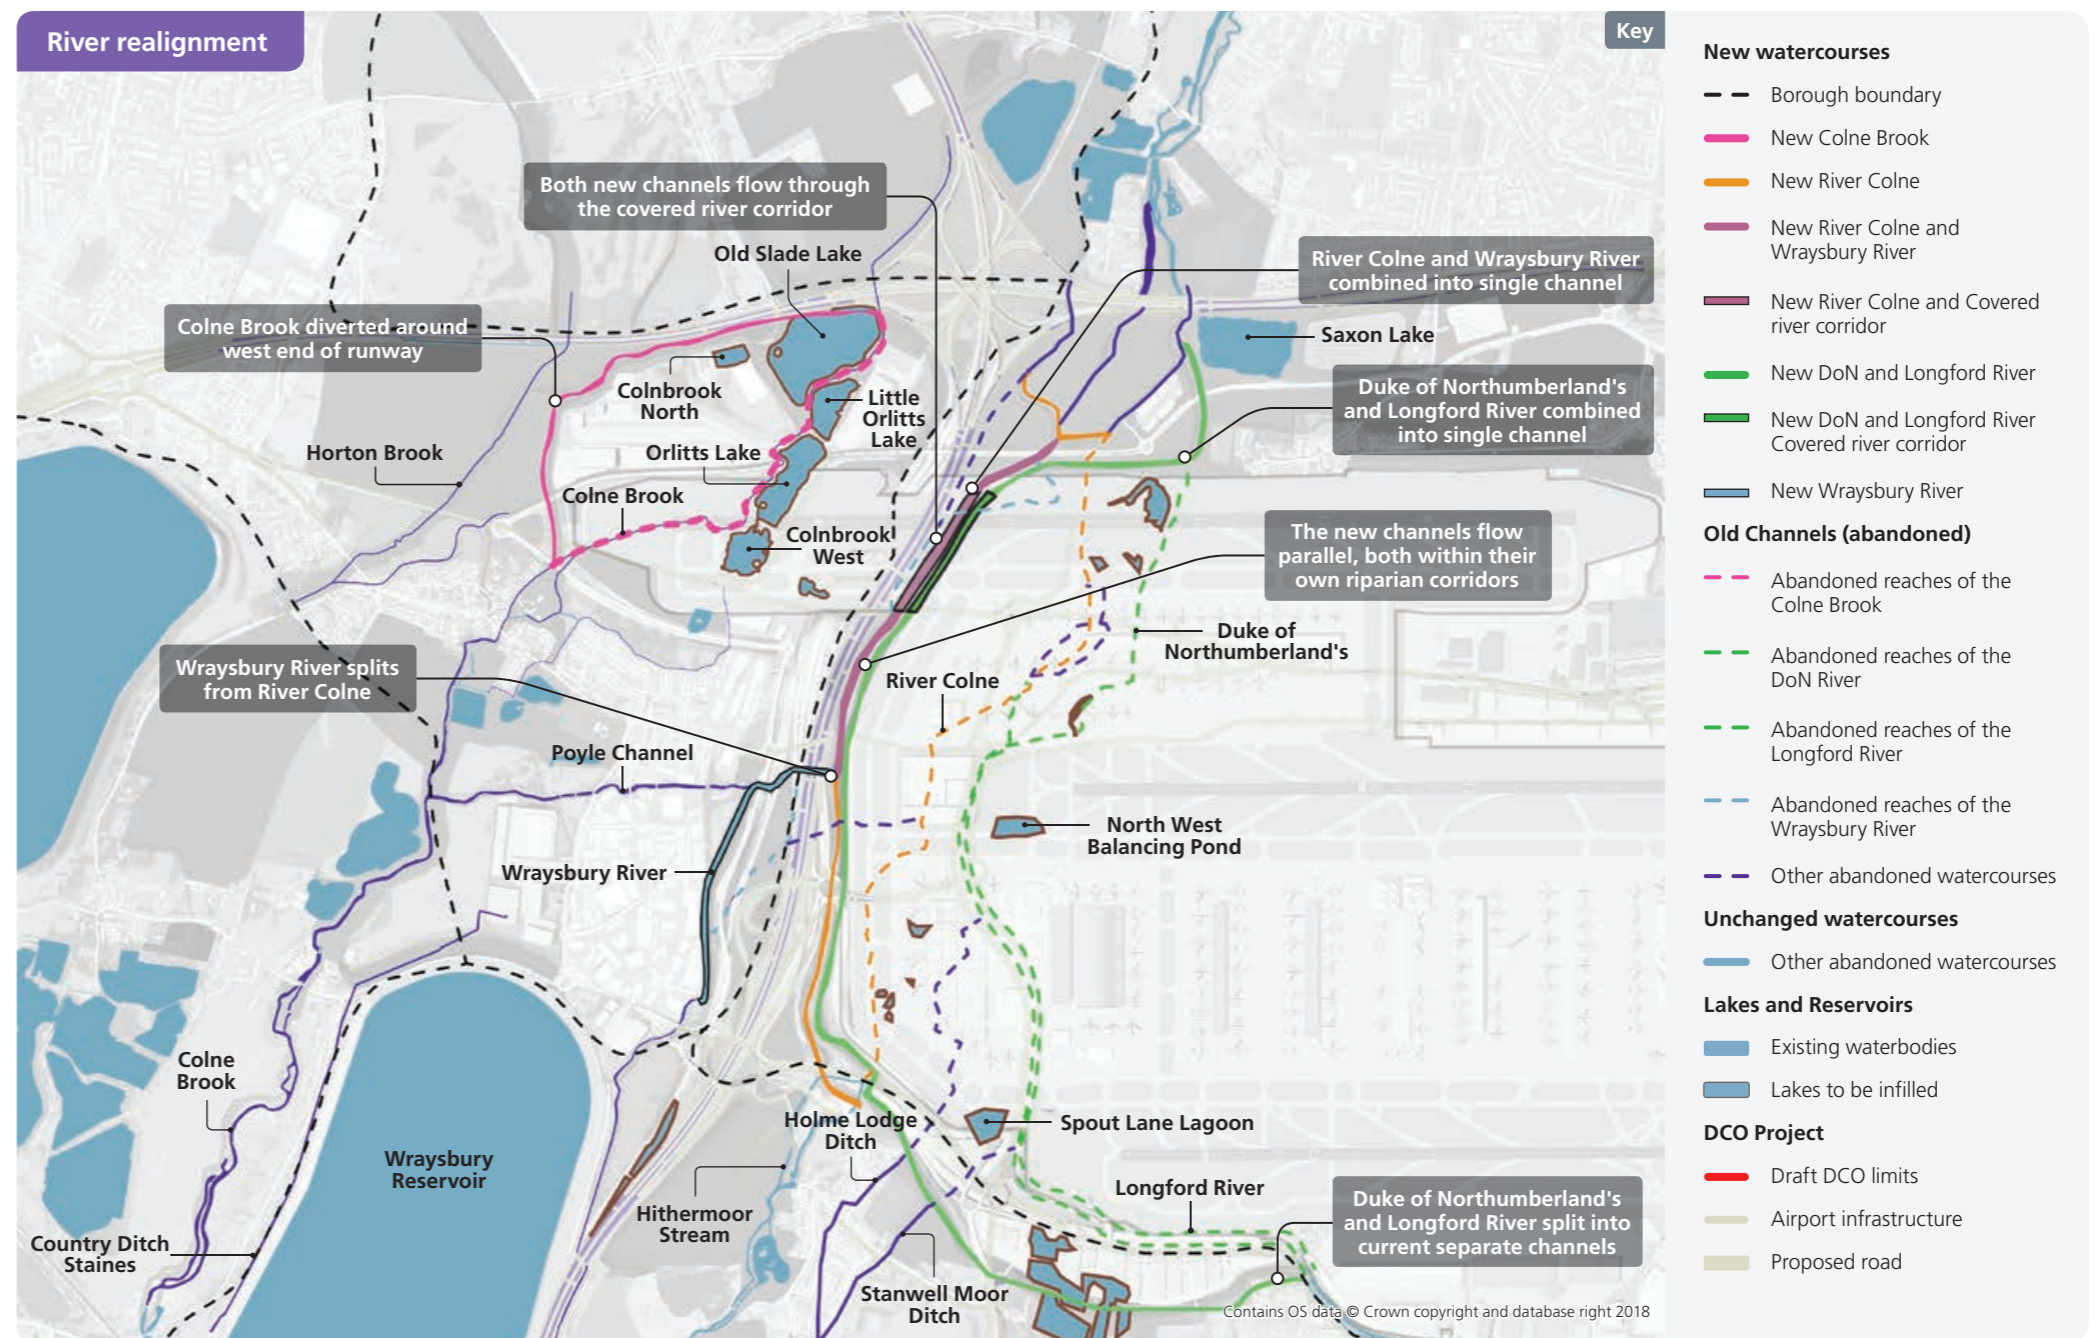 River realignment
Key
Both new channels flow through
the covered river corridor
Old Slade Lake
River Colne and Wraysbury River
combined into single channel
Colne Brook diverted around
west end of runway
Saxon Lake
Colnbrook
North
Little
Orlitts
Lake
Duke of Northumberland's
and Longford River combined
into single channel
Horton Brook
Orlitts Lake
Colne Brook
Colnbrook
West
The new channels flow
parallel, both within their
own riparian corridors
Duke of
Northumberland's
Wraysbury River splits
from River Colne
River Colne
Poyle Channel
North West
Balancing Pond
Wraysbury River
Colne
Brook
Holme Lodge
Ditch
Spout Lane Lagoon
Wraysbury
Reservoir
Hithermoor
Stream
Longford River
Duke of Northumberland's
and Longford River split into
current separate channels
Country Ditch
Staines
Stanwell Moor
Ditch
Contains OS data © Crown copyright and database right 2018
New watercourses
Borough boundary
New Colne Brook
New River Colne
New River Colne and
Wraysbury River
New River Colne and Covered
river corridor
New DoN and Longford River
New DoN and Longford River
Covered river corridor
New Wraysbury River
Old Channels (abandoned)
Abandoned reaches of the
Colne Brook
Abandoned reaches of the
DoN River
Abandoned reaches of the
Longford River
Abandoned reaches of the
Wraysbury River
Other abandoned watercourses
Unchanged watercourses
Other abandoned watercourses
Lakes and Reservoirs
Existing waterbodies
Lakes to be infilled
DCO Project
Draft DCO limits
Airport infrastructure
Proposed road